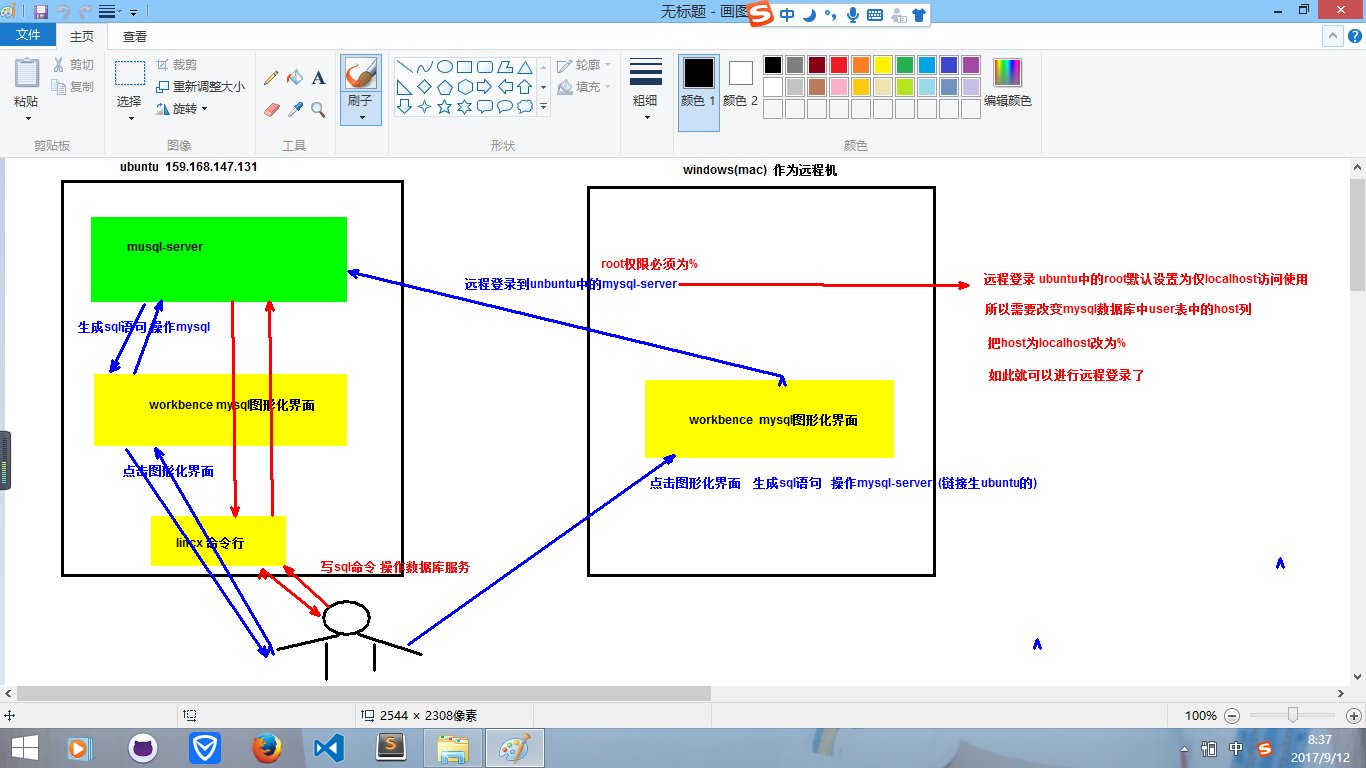 无标题 - 画图
中
文件
主页
查看
粘贴
剪切
复制
剪贴板
选择
裁剪
重新调整大小
旋转
图像
A
工具
刷子
轮廓
填充
形状
粗细
颜色 1
颜色 2
编辑颜色
颜色
ubuntu 159.168.147.131
windows(mac) 作为远程机
musql-server
root权限必须为%
远程登录到unbuntu中的mysql-server
远程登录 ubuntu中的root默认设置为仅localhost访问使用
所以需要改变mysql数据库中user表中的host列
把host为localhost改为%
如此就可以进行远程登录了
生成sql语句 操作mysql
workbence mysql图形化界面
workbence mysql图形化界面
点击图形化界面
点击图形化界面 生成sql语句 操作mysql-server (链接生ubuntu的)
命令行
写sql命令 操作数据库服务
2544 × 2308像素
100%
中
8:37
2017/9/12